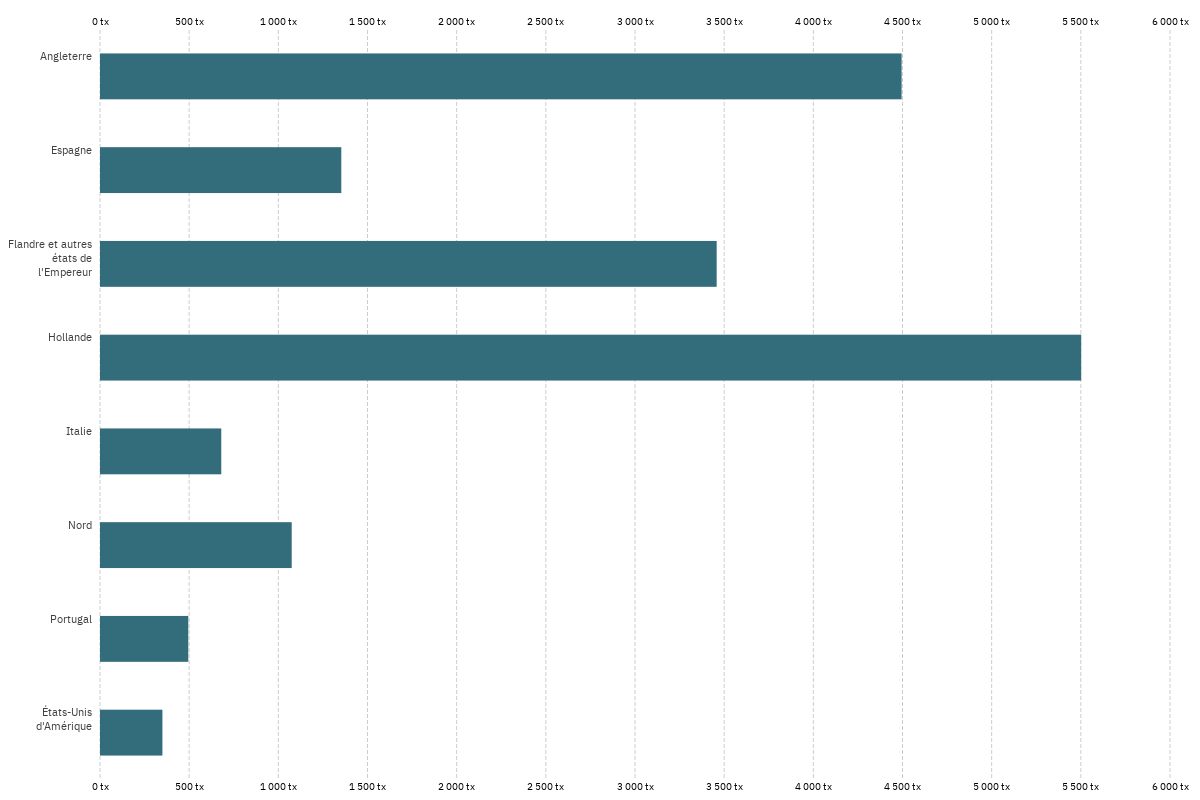 0 tx 500 tx 1 000 tx 1 500 tx 2 000 tx 2 500 tx 3 000 tx 3 500 tx 4 000 tx 4 500 tx 5 000 tx 5 500 tx 6 000 tx
Angleterre
Espagne
Flandre et autres
états de
l'Empereur
Hollande
Italie
Nord
Portugal
États-Unis
d'Amérique
0 tx 500 tx 1 000 tx 1 500 tx 2 000 tx 2 500 tx 3 000 tx 3 500 tx 4 000 tx 4 500 tx 5 000 tx 5 500 tx 6 000 tx